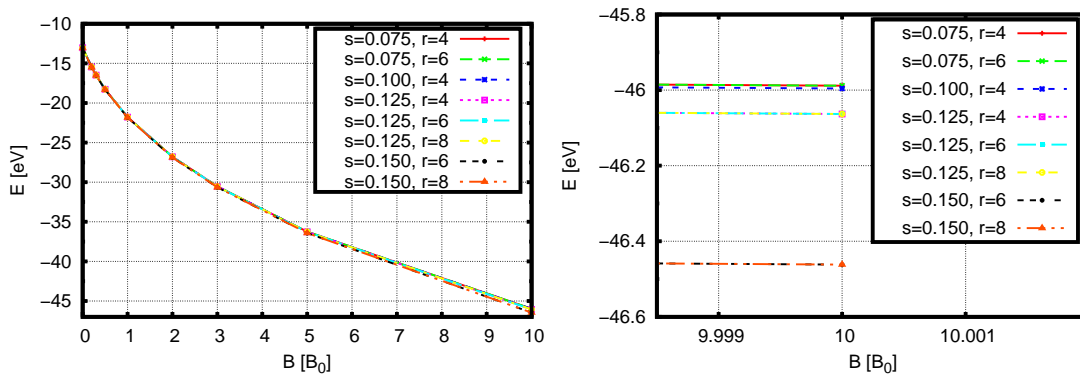 −10
−15
−20
−25
−30
−35
−40
−45
0 1 2 3 4 5 6 7 8 9 10
E [eV]
B [B0]
s=0.075, r=4
s=0.075, r=6
s=0.100, r=4
s=0.125, r=4
s=0.125, r=6
s=0.125, r=8
s=0.150, r=6
s=0.150, r=8
−45.8
−46
−46.2
−46.4
−46.6
9.999 10 10.001
E [eV]
B [B0]
s=0.075, r=4
s=0.075, r=6
s=0.100, r=4
s=0.125, r=4
s=0.125, r=6
s=0.125, r=8
s=0.150, r=6
s=0.150, r=8